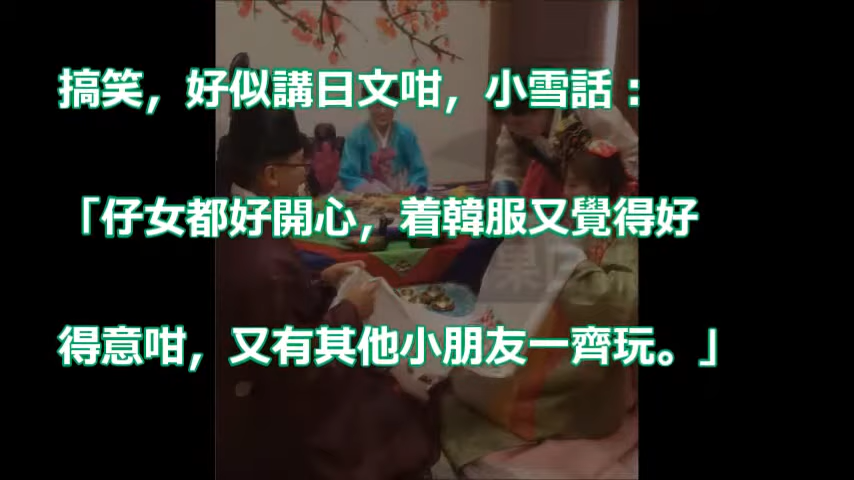 搞笑，好似講日文咁，小雪話：
「仔女都好開心，着韓服又覺得好
得意咁，又有其他小朋友一齊玩。」